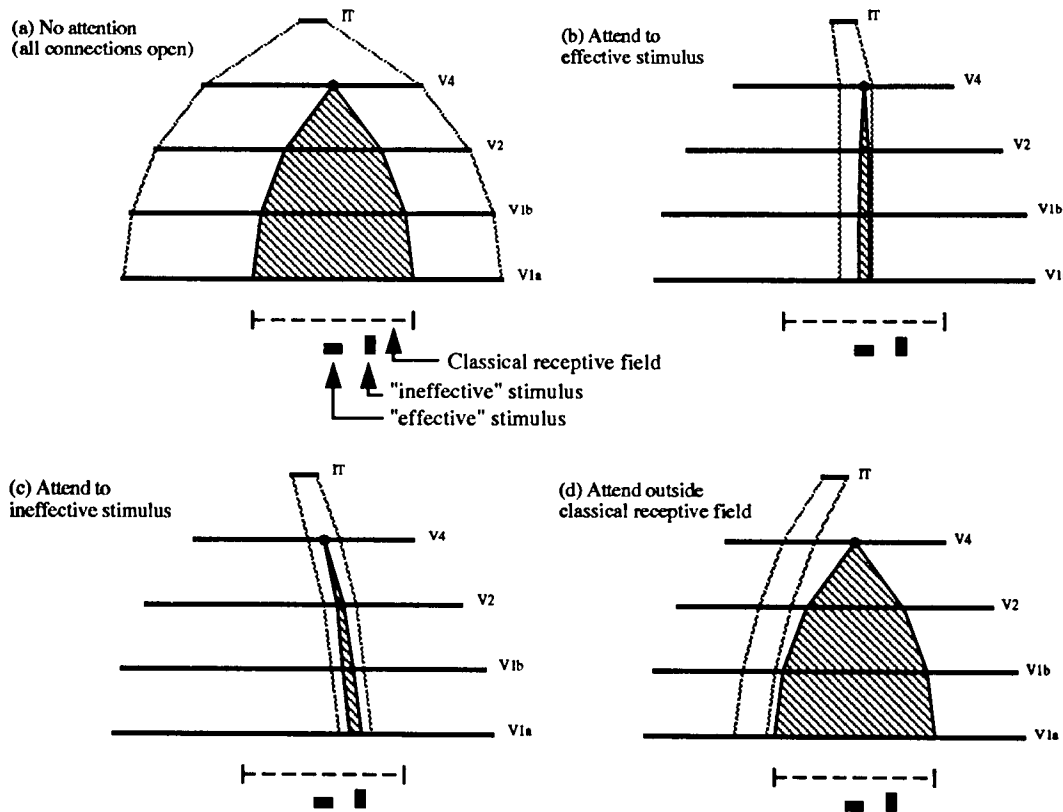 (a) No attention
(all connections open)
IT
V4
V2
V1b
V1a
Classical receptive field
"ineffective" stimulus
"effective" stimulus
(b) Attend to
effective stimulus
IT
V4
V2
V1b
V1
(c) Attend to
ineffective stimulus
IT
V4
V2
V1b
V1a
(d) Attend outside
classical receptive field
IT
V4
V2
V1b
V1a